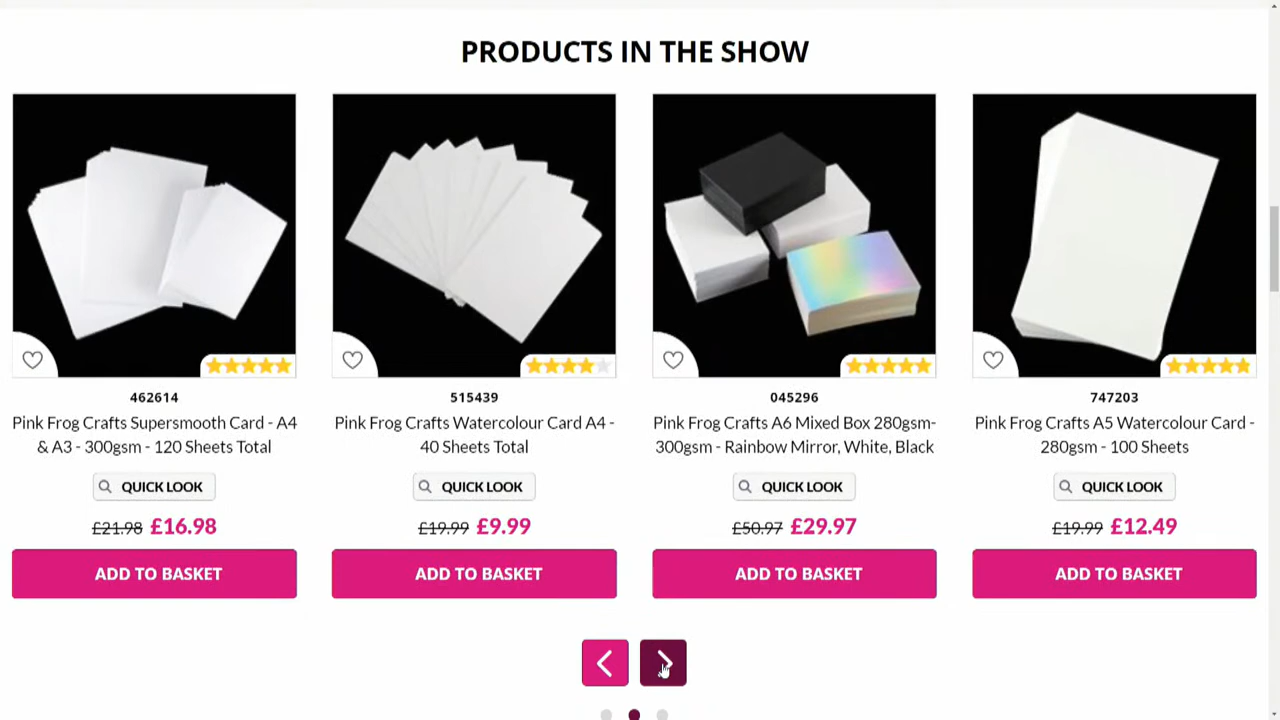 PRODUCTS IN THE SHOW
462614
Pink Frog Crafts Supersmooth Card - A4
& A3 - 300gsm - 120 Sheets Total
QUICK LOOK
£21.98 £16.98
ADD TO BASKET
515439
Pink Frog Crafts Watercolour Card A4 -
40 Sheets Total
QUICK LOOK
£19.99 £9.99
ADD TO BASKET
045296
Pink Frog Crafts A6 Mixed Box 280gsm-
300gsm - Rainbow Mirror, White, Black
QUICK LOOK
£50.97 £29.97
ADD TO BASKET
747203
Pink Frog Crafts A5 Watercolour Card -
280gsm - 100 Sheets
QUICK LOOK
£19.99 £12.49
ADD TO BASKET